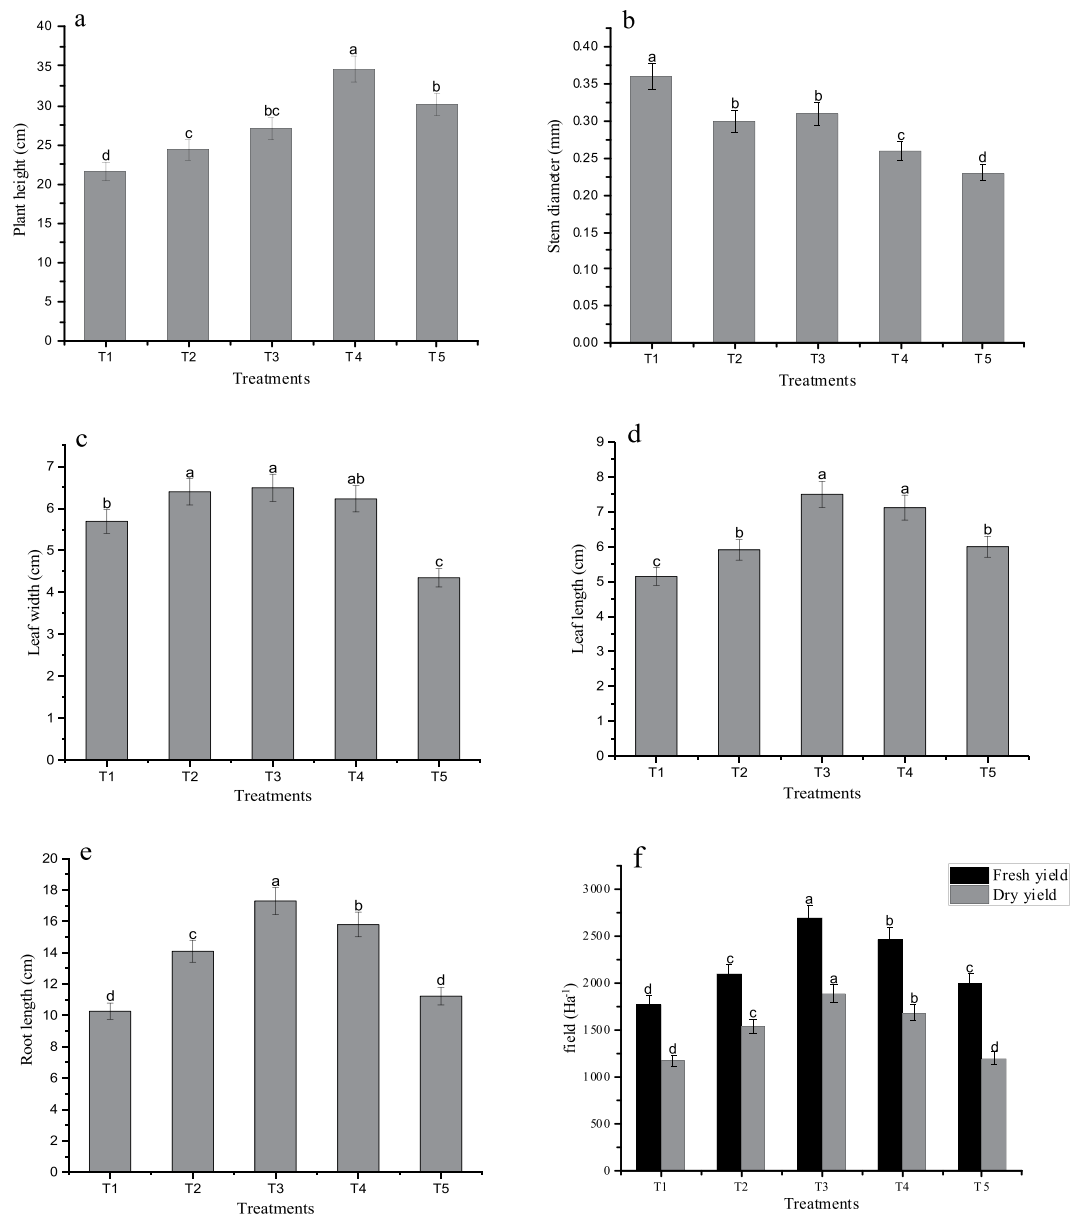 a
40
35
30
25
20
15
10
5
0
Plant height (cm)
d
c
bc
a
b
T1 T2 T3 T4 T5
Treatments
b
0.40
0.35
0.30
0.25
0.20
0.15
0.10
0.05
0.00
Stem diameter (mm)
a
b
b
c
d
T1 T2 T3 T4 T5
Treatments
c
7
6
5
4
3
2
1
0
Leaf width (cm)
b
a
a
ab
c
T1 T2 T3 T4 T5
Treatments
d
9
8
7
6
5
4
3
2
1
0
Leaf length (cm)
c
b
a
a
b
T1 T2 T3 T4 T5
Treatments
e
20
18
16
14
12
10
8
6
4
2
0
Root length (cm)
d
c
a
b
d
T1 T2 T3 T4 T5
Treatments
f
Fresh yield
Dry yield
3000
2500
2000
1500
1000
500
0
field (Ha⁻¹)
d
d
c
c
a
a
b
b
c
d
T1 T2 T3 T4 T5
Treatments